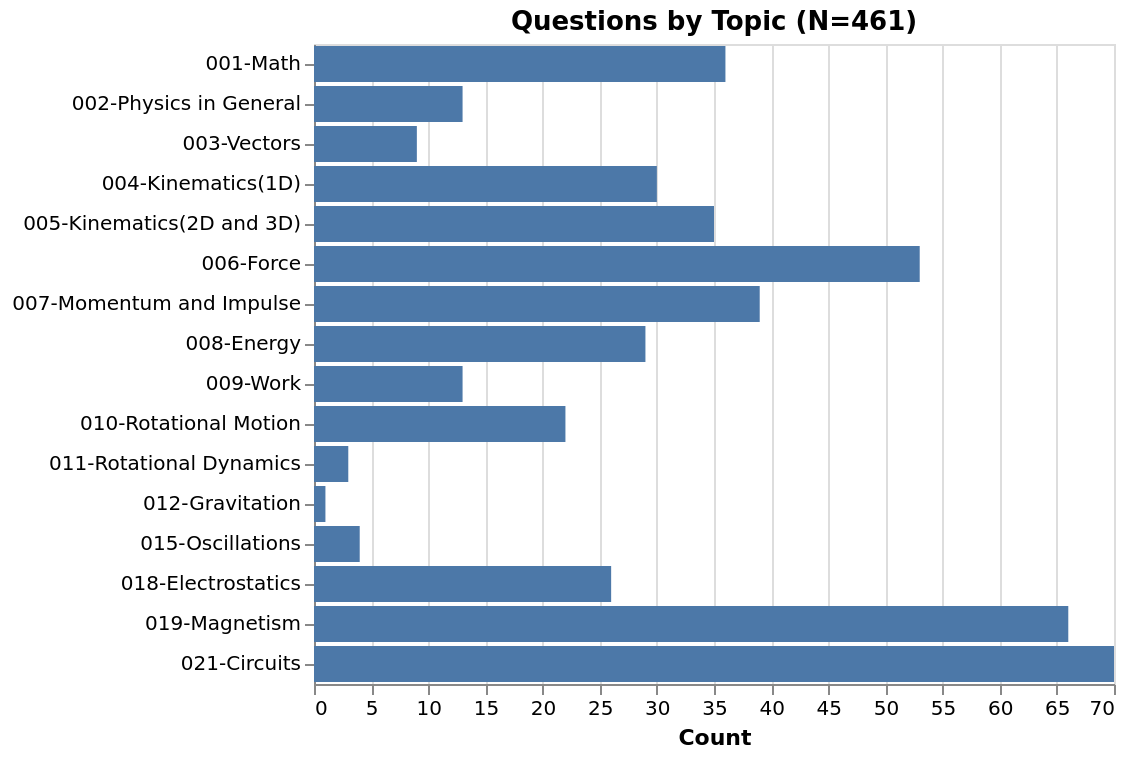 Questions by Topic (N=461)
001-Math
002-Physics in General
003-Vectors
004-Kinematics(1D)
005-Kinematics(2D and 3D)
006-Force
007-Momentum and Impulse
008-Energy
009-Work
010-Rotational Motion
011-Rotational Dynamics
012-Gravitation
015-Oscillations
018-Electrostatics
019-Magnetism
021-Circuits
0 5 10 15 20 25 30 35 40 45 50 55 60 65 70
Count